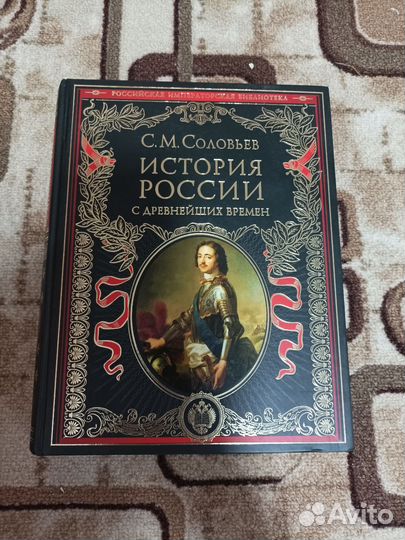 РОССИЙСКАЯ ИМПЕРАТОРСКАЯ БИБЛИОТЕКА
С. М. СОЛОВЬЕВ
ИСТОРИЯ
РОССИИ
С ДРЕВНЕЙШИХ ВРЕМЕН
Avito